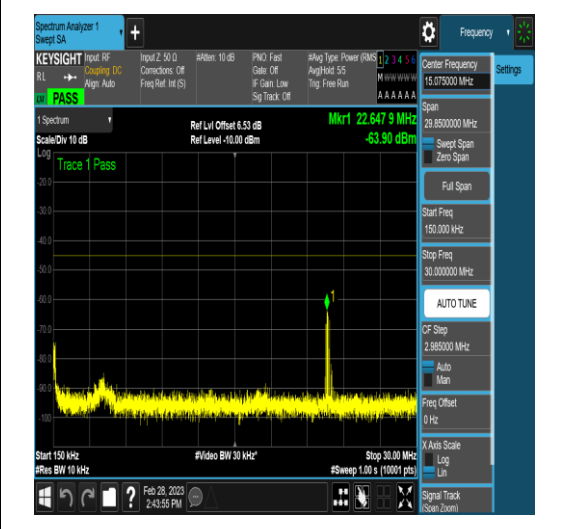 Spectrum Analyzer 1
Swept SA
+
Frequency
KEYSIGHT
RL
PASS
Input: RF
Coupling: DC
Align: Auto
Input Z: 50 Ω
Corrections: Off
Freq Ref: Int (S)
#Atten: 10 dB
PNO: Fast
Gate: Off
IF Gain: Low
Sig Track: Off
#Avg Type: Power (RMS
Avg|Hold: 5/5
Trig: Free Run
1 2 3 4 5 6
M W W W W W
A A A A A A
Center Frequency
15.075000 MHz
Settings
Span
29.8500000 MHz
Swept Span
Zero Span
Full Span
Start Freq
150.000 kHz
Stop Freq
30.000000 MHz
AUTO TUNE
CF Step
2.985000 MHz
Auto
Man
Freq Offset
0 Hz
X Axis Scale
Log
Lin
Signal Track
(Span Zoom)
1 Spectrum
Scale/Div 10 dB
Ref Lvl Offset 6.53 dB
Ref Level -10.00 dBm
Mkr1 22.647 9 MHz
-63.90 dBm
Log
Trace 1 Pass
-20.0
-30.0
-40.0
-50.0
-60.0
-70.0
-80.0
-90.0
-100
1
Start 150 kHz
#Video BW 30 kHz*
Stop 30.00 MHz
#Res BW 10 kHz
#Sweep 1.00 s (10001 pts)
?
Feb 28, 2023
2:43:55 PM